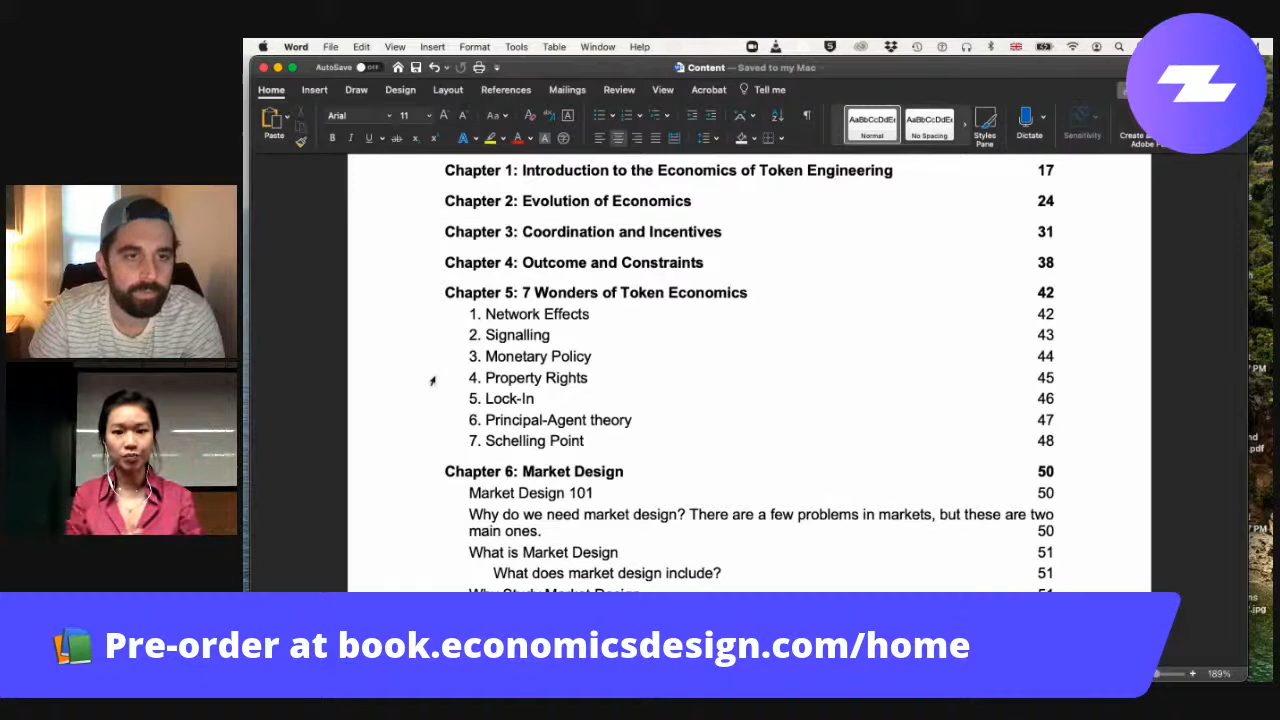 Word File Edit View Insert Format Tools Table Window Help
AutoSave OFF
Content — Saved to my Mac
Home Insert Draw Design Layout References Mailings Review View Acrobat Tell me
Paste
Arial 11
AaBbCcDdEe AaBbCcDdEe
Normal No Spacing
Styles Pane
Dictate
Sensitivity
Chapter 1: Introduction to the Economics of Token Engineering 17
Chapter 2: Evolution of Economics 24
Chapter 3: Coordination and Incentives 31
Chapter 4: Outcome and Constraints 38
Chapter 5: 7 Wonders of Token Economics 42
1. Network Effects 42
2. Signalling 43
3. Monetary Policy 44
4. Property Rights 45
5. Lock-In 46
6. Principal-Agent theory 47
7. Schelling Point 48
Chapter 6: Market Design 50
Market Design 101 50
Why do we need market design? There are a few problems in markets, but these are two
main ones. 50
What is Market Design 51
What does market design include? 51
Pre-order at book.economicsdesign.com/home
189%